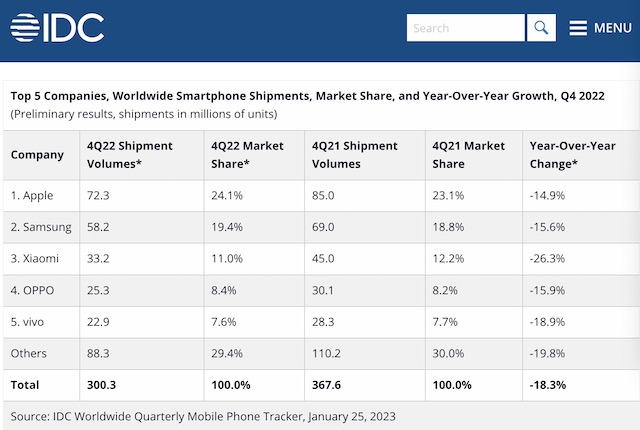 IDC
Search
MENU
Top 5 Companies, Worldwide Smartphone Shipments, Market Share, and Year-Over-Year Growth, Q4 2022
(Preliminary results, shipments in millions of units)
Company 4Q22 Shipment Volumes* 4Q22 Market Share* 4Q21 Shipment Volumes 4Q21 Market Share Year-Over-Year Change*
1. Apple 72.3 24.1% 85.0 23.1% -14.9%
2. Samsung 58.2 19.4% 69.0 18.8% -15.6%
3. Xiaomi 33.2 11.0% 45.0 12.2% -26.3%
4. OPPO 25.3 8.4% 30.1 8.2% -15.9%
5. vivo 22.9 7.6% 28.3 7.7% -18.9%
Others 88.3 29.4% 110.2 30.0% -19.8%
Total 300.3 100.0% 367.6 100.0% -18.3%
Source: IDC Worldwide Quarterly Mobile Phone Tracker, January 25, 2023